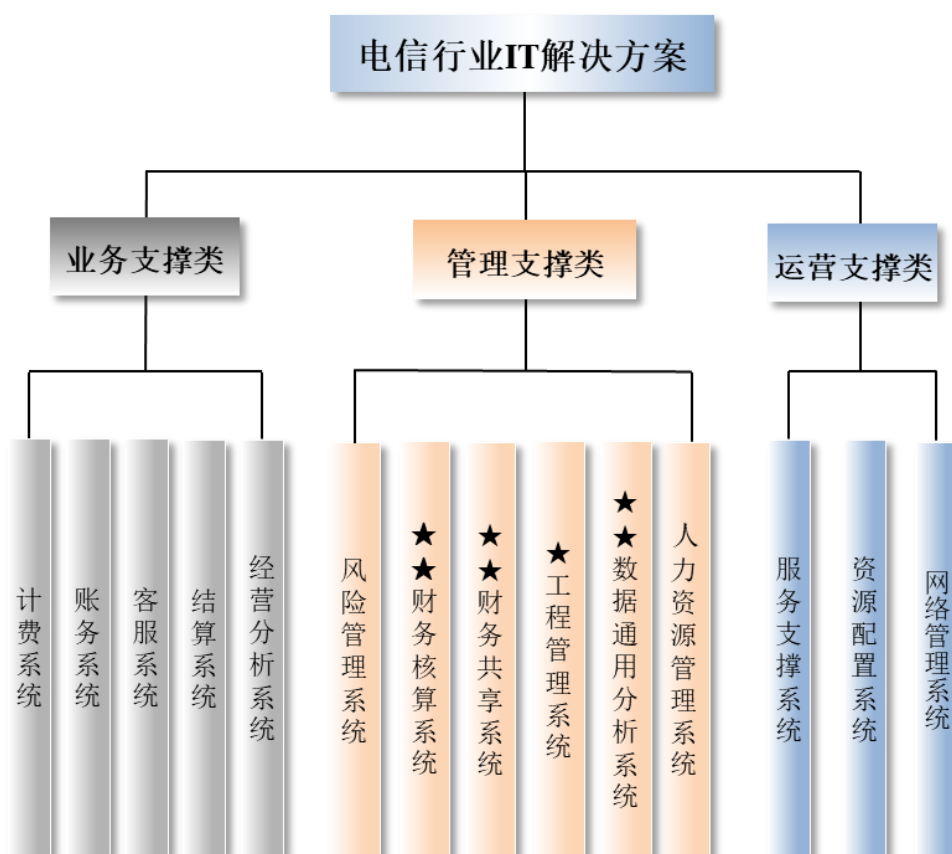 电信行业IT解决方案
业务支撑类
管理支撑类
运营支撑类
计费系统
账务系统
客服系统
结算系统
经营分析系统
风险管理系统
★★财务核算系统
★★财务共享系统
★工程管理系统
★★数据通用分析系统
人力资源管理系统
服务支撑系统
资源配置系统
网络管理系统